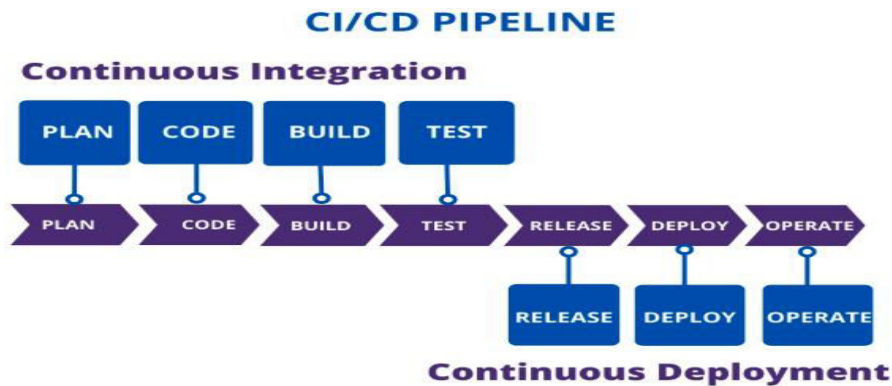 CI/CD PIPELINE
Continuous Integration
PLAN CODE BUILD TEST
PLAN CODE BUILD TEST RELEASE DEPLOY OPERATE
RELEASE DEPLOY OPERATE
Continuous Deployment